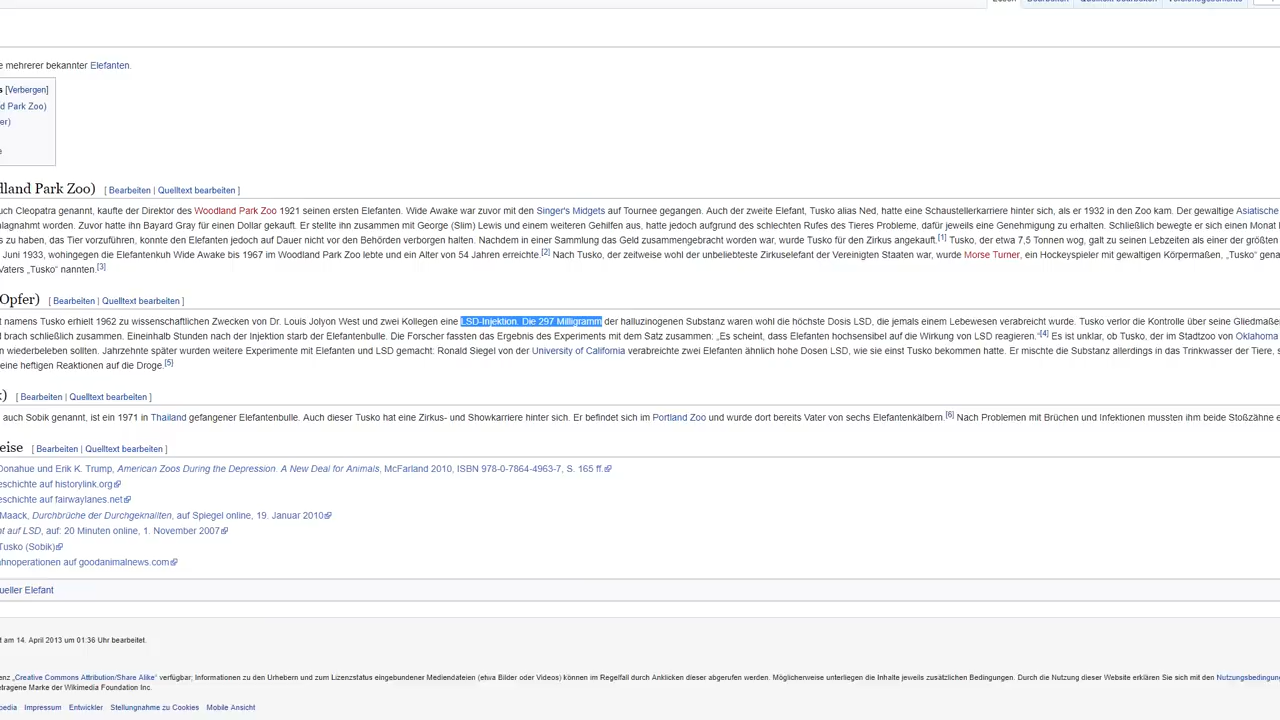 Lesen Bearbeiten Quelltext bearbeiten Versionsgeschichte
e mehrerer bekannter Elefanten.
s [Verbergen]
d Park Zoo)
er)
e
dland Park Zoo) [ Bearbeiten | Quelltext bearbeiten ]
uch Cleopatra genannt, kaufte der Direktor des Woodland Park Zoo 1921 seinen ersten Elefanten. Wide Awake war zuvor mit den Singer's Midgets auf Tournee gegangen. Auch der zweite Elefant, Tusko alias Ned, hatte eine Schaustellerkarriere hinter sich, als er 1932 in den Zoo kam. Der gewaltige Asiatische
hlagnahmt worden. Zuvor hatte ihn Bayard Gray für einen Dollar gekauft. Er stellte ihn zusammen mit George (Slim) Lewis und einem weiteren Gehilfen aus, hatte jedoch aufgrund des schlechten Rufes des Tieres Probleme, dafür jeweils eine Genehmigung zu erhalten. Schließlich bewegte er sich einen Monat l
s zu haben, das Tier vorzuführen, konnte den Elefanten jedoch auf Dauer nicht vor den Behörden verborgen halten. Nachdem in einer Sammlung das Geld zusammengebracht worden war, wurde Tusko für den Zirkus angekauft.[1] Tusko, der etwa 7,5 Tonnen wog, galt zu seinen Lebzeiten als einer der größten
. Juni 1933, wohingegen die Elefantenkuh Wide Awake bis 1967 im Woodland Park Zoo lebte und ein Alter von 54 Jahren erreichte.[2] Nach Tusko, der zeitweise wohl der unbeliebteste Zirkuselefant der Vereinigten Staaten war, wurde Morse Turner, ein Hockeyspieler mit gewaltigen Körpermaßen, „Tusko“ gena
Vaters „Tusko“ nannten.[3]
Opfer) [ Bearbeiten | Quelltext bearbeiten ]
t namens Tusko erhielt 1962 zu wissenschaftlichen Zwecken von Dr. Louis Jolyon West und zwei Kollegen eine LSD-Injektion. Die 297 Milligramm der halluzinogenen Substanz waren wohl die höchste Dosis LSD, die jemals einem Lebewesen verabreicht wurde. Tusko verlor die Kontrolle über seine Gliedmaße
d brach schließlich zusammen. Eineinhalb Stunden nach der Injektion starb der Elefantenbulle. Die Forscher fassten das Ergebnis des Experiments mit dem Satz zusammen: „Es scheint, dass Elefanten hochsensibel auf die Wirkung von LSD reagieren.“[4] Es ist unklar, ob Tusko, der im Stadtzoo von Oklahoma
n wiederbeleben sollten. Jahrzehnte später wurden weitere Experimente mit Elefanten und LSD gemacht: Ronald Siegel von der University of California verabreichte zwei Elefanten ähnlich hohe Dosen LSD, wie sie einst Tusko bekommen hatte. Er mischte die Substanz allerdings in das Trinkwasser der Tiere, s
eine heftigen Reaktionen auf die Droge.[5]
k) [ Bearbeiten | Quelltext bearbeiten ]
auch Sobik genannt, ist ein 1971 in Thailand gefangener Elefantenbulle. Auch dieser Tusko hat eine Zirkus- und Showkarriere hinter sich. Er befindet sich im Portland Zoo und wurde dort bereits Vater von sechs Elefantenkälbern.[6] Nach Problemen mit Brüchen und Infektionen mussten ihm beide Stoßzähne e
eise [ Bearbeiten | Quelltext bearbeiten ]
Donahue und Erik K. Trump, American Zoos During the Depression. A New Deal for Animals, McFarland 2010, ISBN 978-0-7864-4963-7, S. 165 ff.
eschichte auf historylink.org
eschichte auf fairwaylanes.net
Maack, Durchbrüche der Durchgeknallten, auf Spiegel online, 19. Januar 2010
nt auf LSD, auf: 20 Minuten online, 1. November 2007
Tusko (Sobik)
ahnoperationen auf goodanimalnews.com
ueller Elefant
t am 14. April 2013 um 01:36 Uhr bearbeitet.
enz „Creative Commons Attribution/Share Alike“ verfügbar; Informationen zu den Urhebern und zum Lizenzstatus eingebundener Mediendateien (etwa Bilder oder Videos) können im Regelfall durch Anklicken dieser abgerufen werden. Möglicherweise unterliegen die Inhalte jeweils zusätzlichen Bedingungen. Durch die Nutzung dieser Website erklären Sie sich mit den Nutzungsbedingung
etragene Marke der Wikimedia Foundation Inc.
pedia Impressum Entwickler Stellungnahme zu Cookies Mobile Ansicht